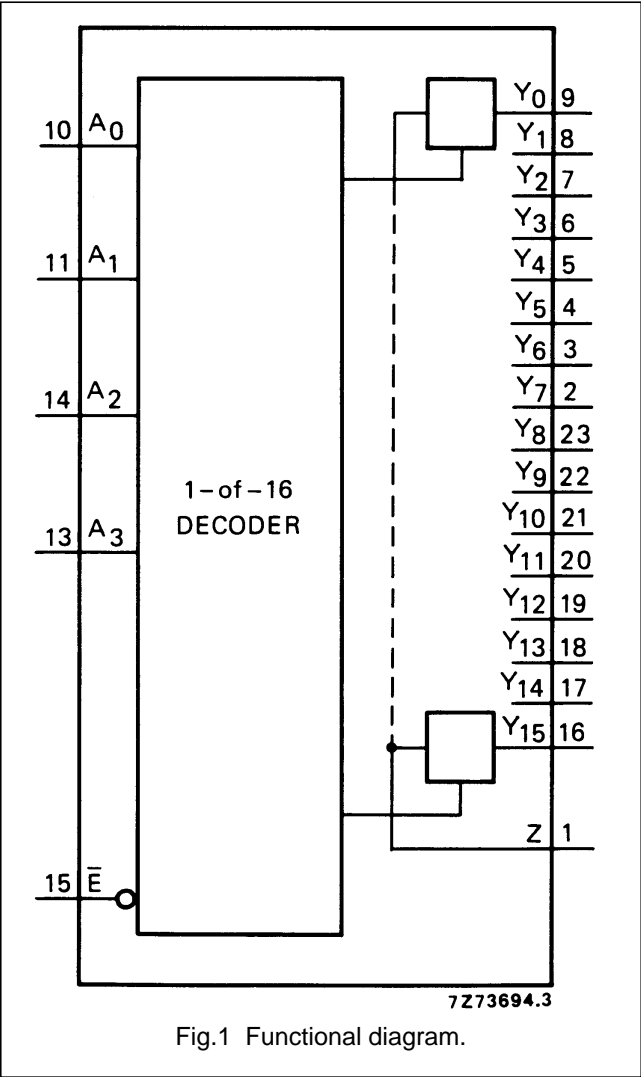 Y0 9
10 A0
Y1 8
Y2 7
Y3 6
11 A1
Y4 5
Y5 4
Y6 3
14 A2
Y7 2
Y8 23
1–of–16
Y9 22
DECODER
Y10 21
13 A3
Y11 20
Y12 19
Y13 18
Y14 17
Y15 16
Z 1
15 E̅
7Z73694.3
Fig.1 Functional diagram.